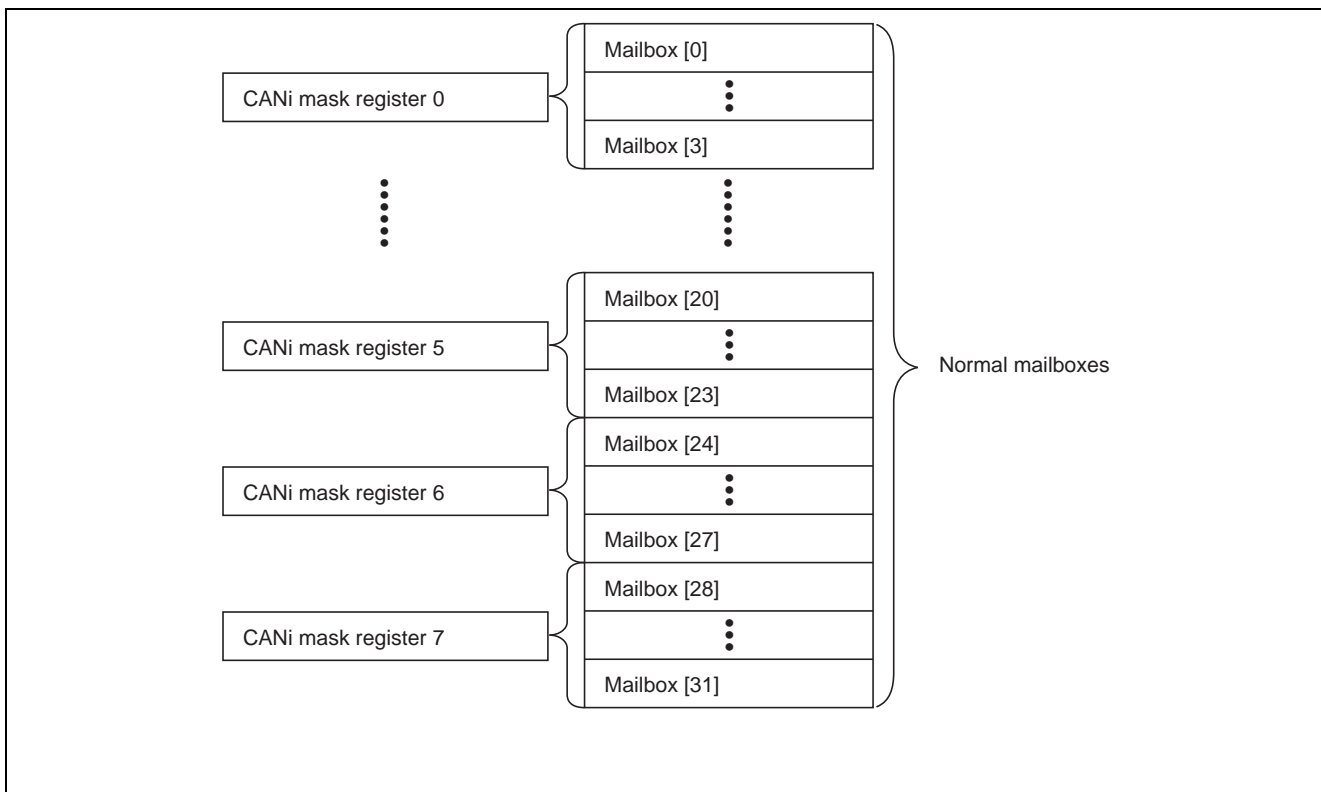 Mailbox [0]
CANi mask register 0
Mailbox [3]
Mailbox [20]
CANi mask register 5
Mailbox [23]
Normal mailboxes
Mailbox [24]
CANi mask register 6
Mailbox [27]
Mailbox [28]
CANi mask register 7
Mailbox [31]